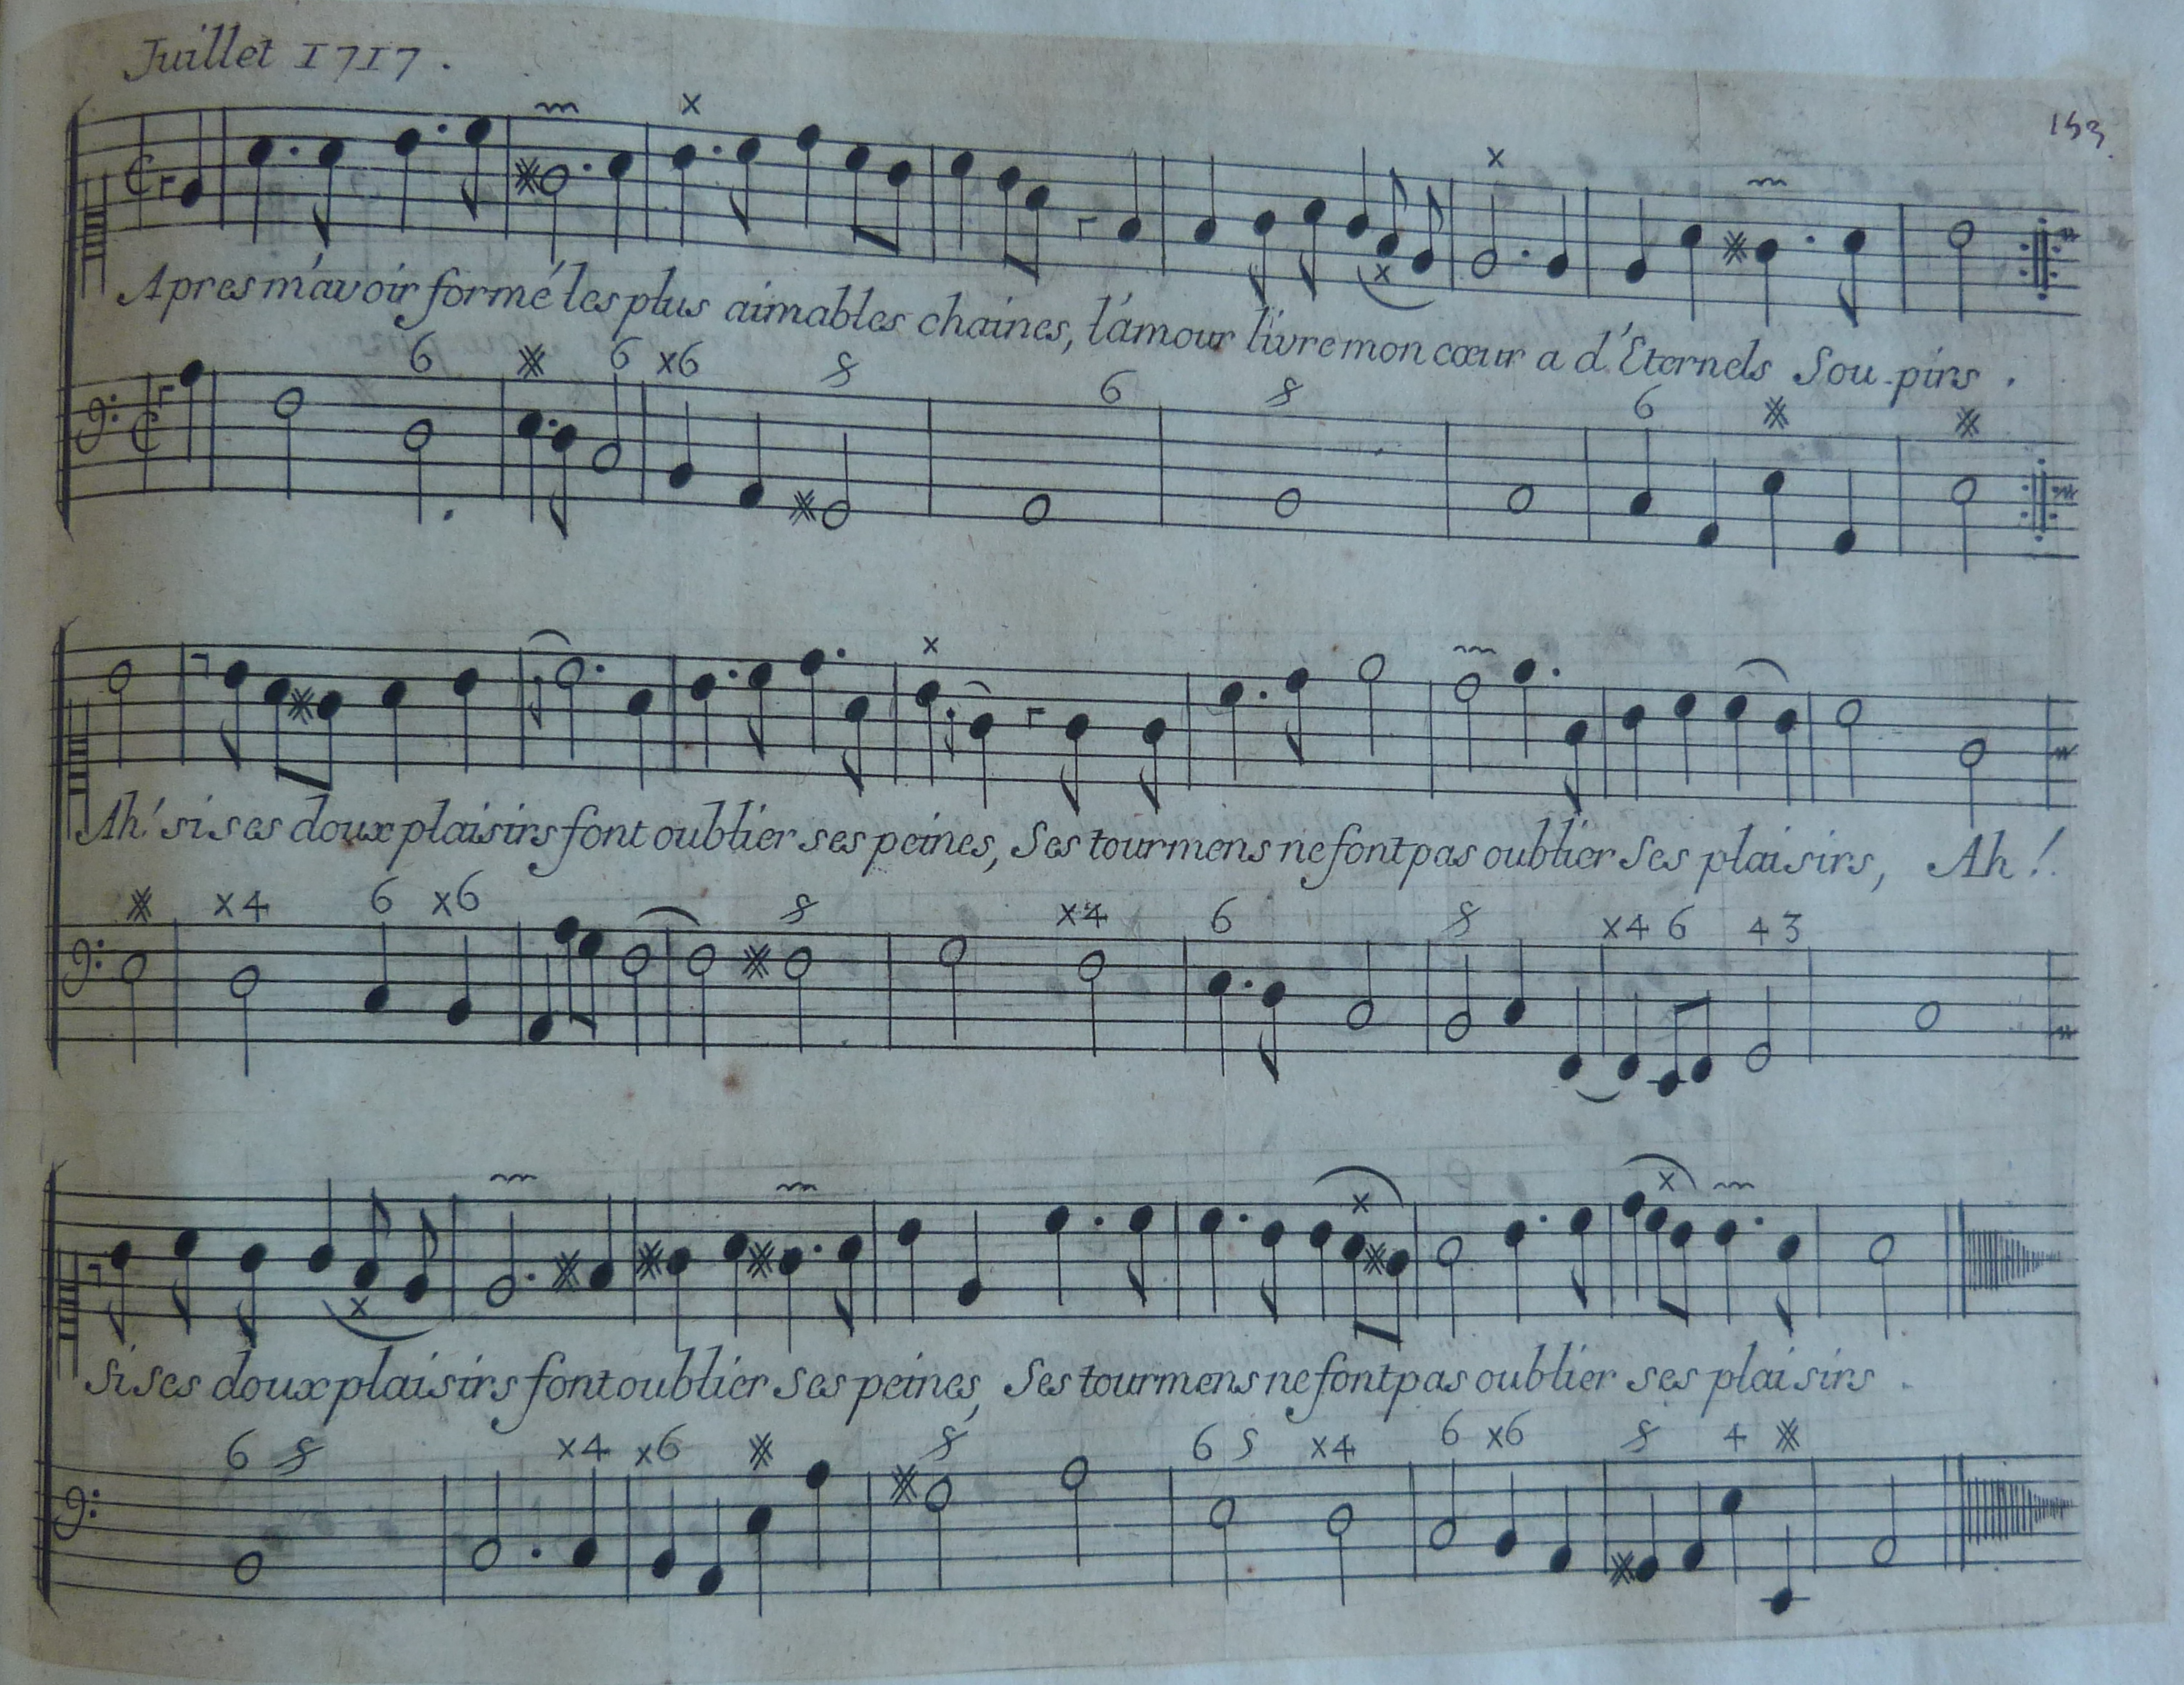 Juillet 1717.
153.
Apres m'avoir formé les plus aimables chaines, l'amour livre mon cœur a d'Eternels Sou-pirs.
6 6 x6 8 6 8 6
Ah! si ses doux plaisirs font oublier ses peines, Ses tourmens ne font pas oublier Ses plaisirs, Ah!
x4 6 x6 8 x4 6 8 x4 6 4 3
si ses doux plaisirs font oublier ses peines, Ses tourmens ne font pas oublier ses plaisirs.
6 8 x4 x6 8 6 5 x4 6 x6 8 4